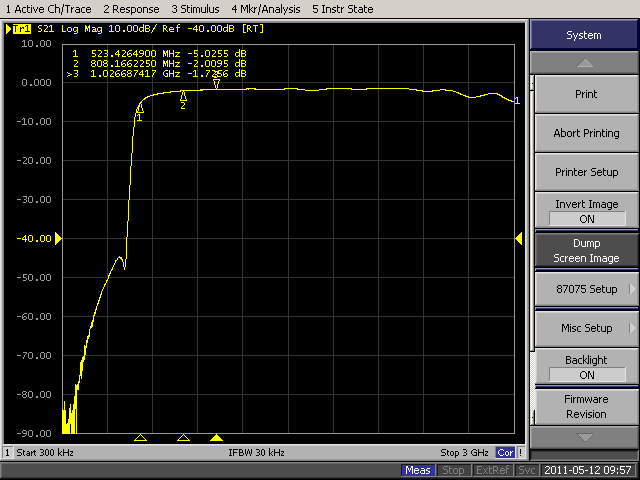 1 Active Ch/Trace 2 Response 3 Stimulus 4 Mkr/Analysis 5 Instr State
Tr1 S21 Log Mag 10.00dB/ Ref -40.00dB [RT]
1 523.4264900 MHz -5.0255 dB
2 808.1662250 MHz -2.0095 dB
>3 1.026687417 GHz -1.7256 dB
10.00
0.000
-10.00
-20.00
-30.00
-40.00
-50.00
-60.00
-70.00
-80.00
-90.00
1
2
3
1
1 Start 300 kHz IFBW 30 kHz Stop 3 GHz Cor !
System
Print
Abort Printing
Printer Setup
Invert Image
ON
Dump
Screen Image
87075 Setup
Misc Setup
Backlight
ON
Firmware
Revision
Meas Stop ExtRef Svc 2011-05-12 09:57